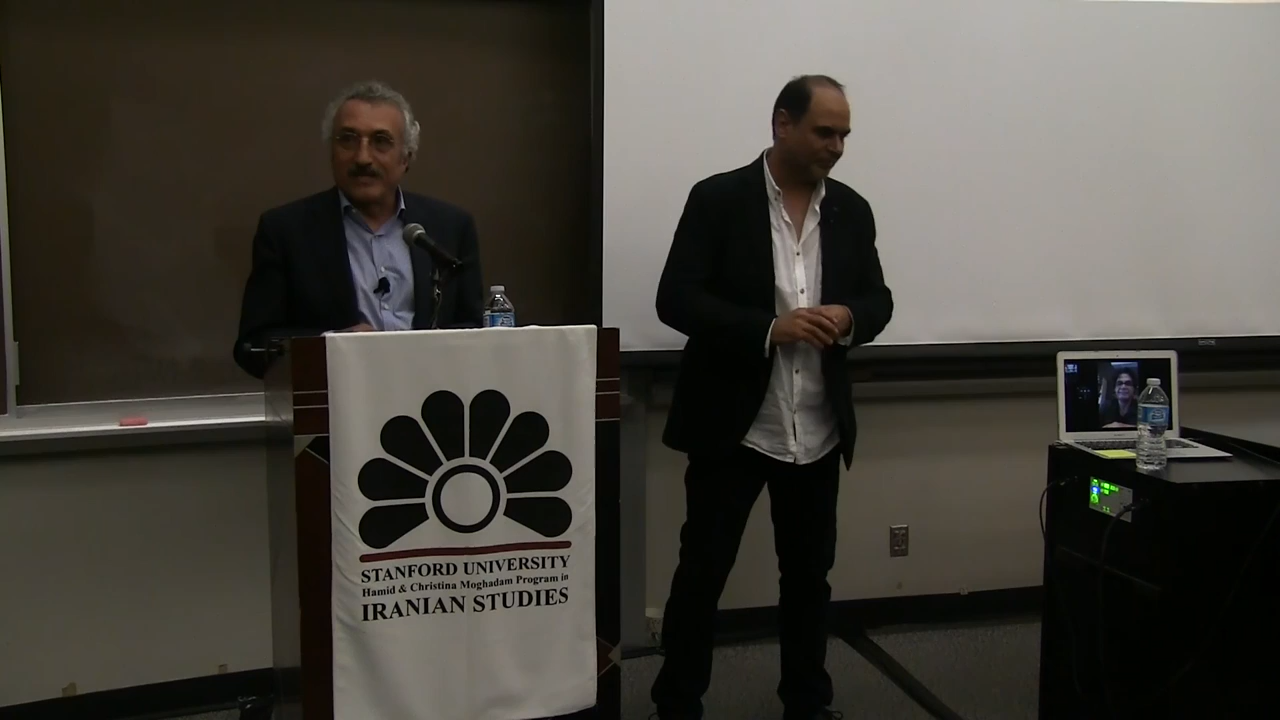 STANFORD UNIVERSITY
Hamid & Christina Moghadam Program in
IRANIAN STUDIES